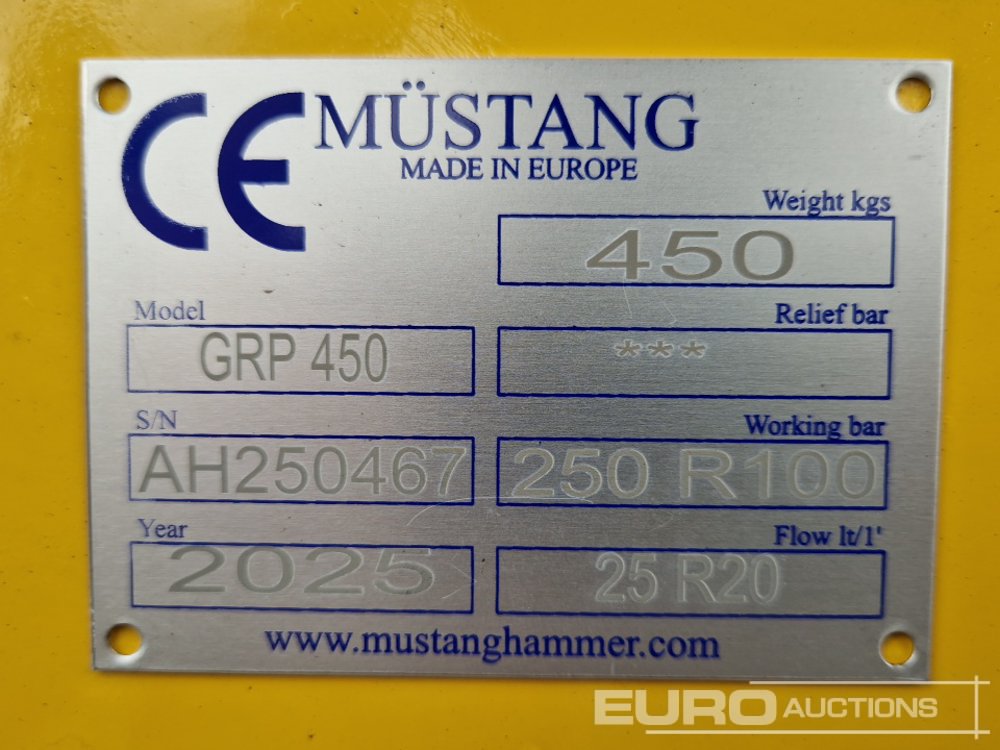 CE MÜSTANG
MADE IN EUROPE
Weight kgs
450
Model
GRP 450
Relief bar
***
S/N
AH250467
Working bar
250 R100
Year
2025
Flow lt/1'
25 R20
www.mustanghammer.com
EURO AUCTIONS